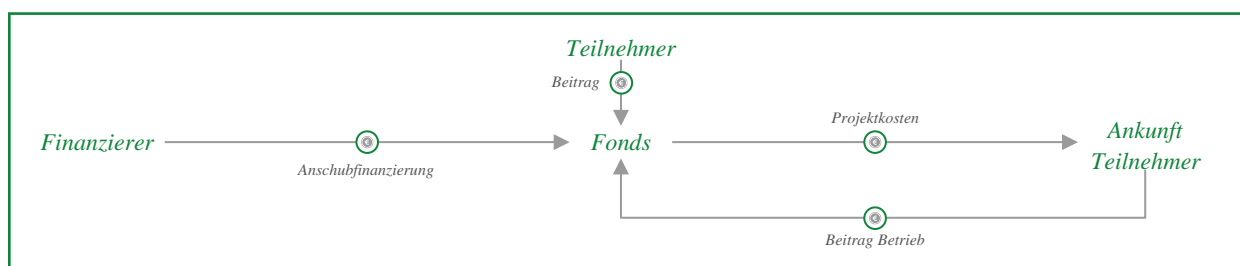 Teilnehmer
Beitrag
Projektkosten
Finanzierer
Fonds
Ankunft
Teilnehmer
Anschubfinanzierung
Beitrag Betrieb